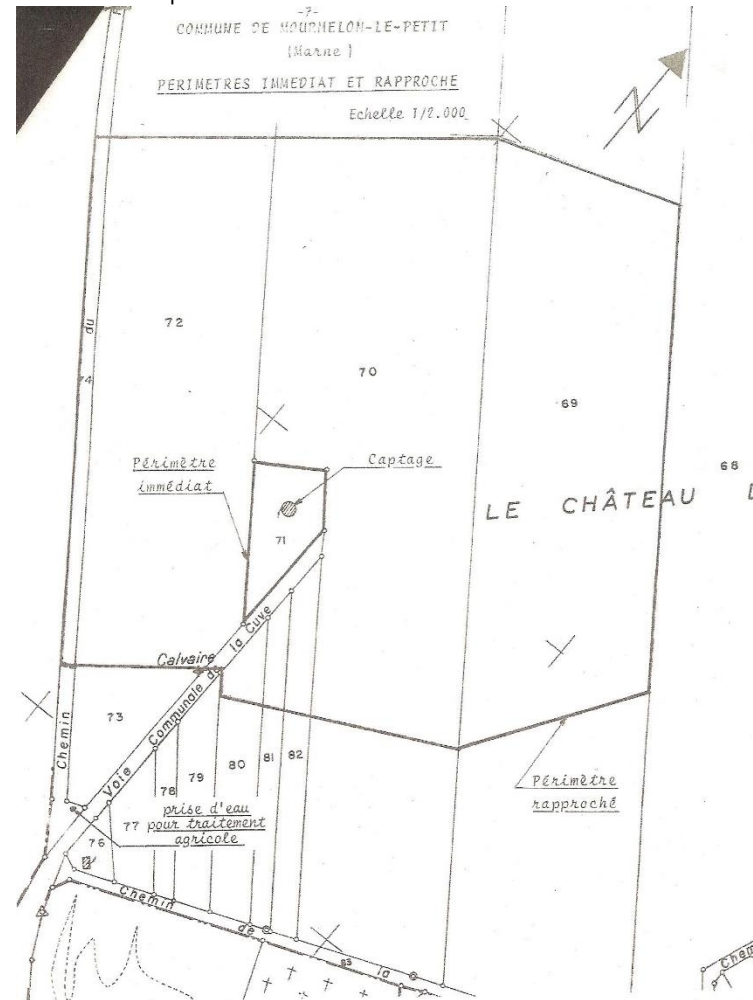 -7-
COMMUNE DE MOURMELON-LE-PETIT
(Marne)
PERIMETRES IMMEDIAT ET RAPPROCHE
Echelle 1/2.000
N
72
du
74
70
69
68
Périmètre
immédiat
Captage
LE CHÂTEAU
71
la Cuve
Calvaire
Voie Communale de
Chemin
73
78
79
80
81
82
77
76
prise d'eau
pour traitement
agricole
Périmètre
rapproché
Chemin
de
la
83
Chem